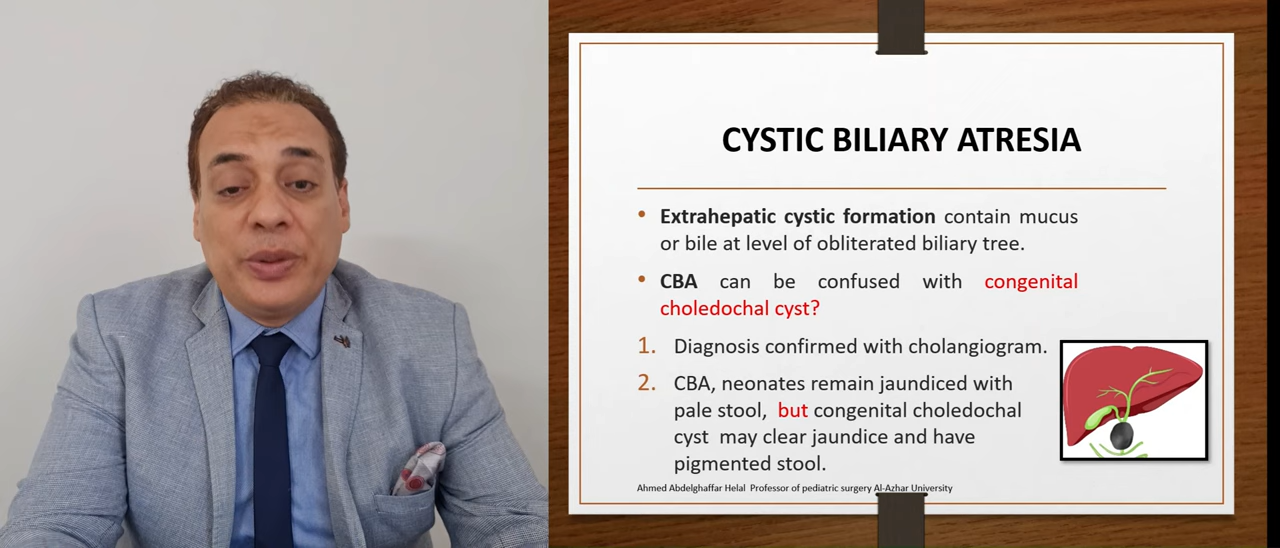 CYSTIC BILIARY ATRESIA
• Extrahepatic cystic formation contain mucus
or bile at level of obliterated biliary tree.
• CBA can be confused with congenital
choledochal cyst?
1. Diagnosis confirmed with cholangiogram.
2. CBA, neonates remain jaundiced with
pale stool, but congenital choledochal
cyst may clear jaundice and have
pigmented stool.
Ahmed Abdelghaffar Helal Professor of pediatric surgery Al-Azhar University